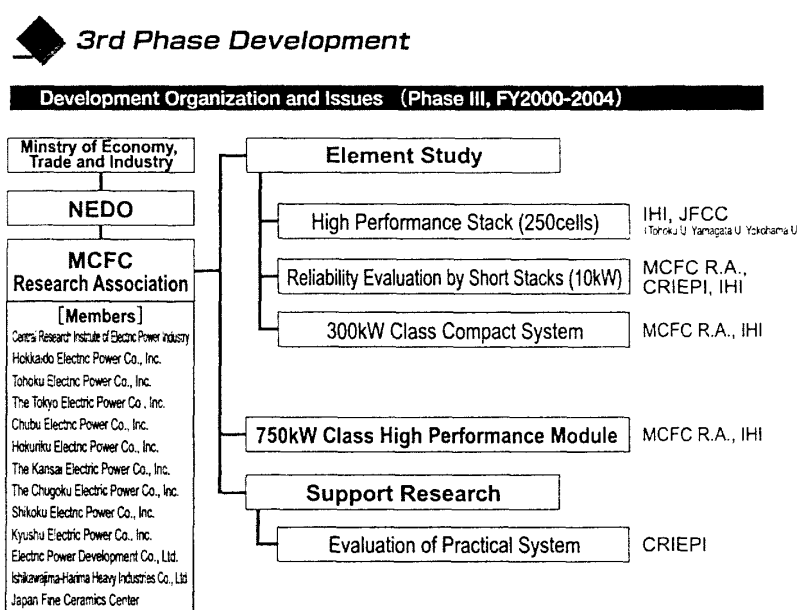 3rd Phase Development
Development Organization and Issues (Phase III, FY2000-2004)
Minstry of Economy,
Trade and Industry
NEDO
MCFC
Research Association
[Members]
Central Research Institute of Electric Power Industry
Hokkaido Electric Power Co., Inc.
Tohoku Electric Power Co., Inc.
The Tokyo Electric Power Co., Inc.
Chubu Electric Power Co., Inc.
Hokuriku Electric Power Co., Inc.
The Kansai Electric Power Co., Inc.
The Chugoku Electric Power Co., Inc.
Shikoku Electric Power Co., Inc.
Kyushu Electric Power Co., Inc.
Electric Power Development Co., Ltd.
Ishikawajima-Harima Heavy Industries Co., Ltd
Japan Fine Ceramics Center
Element Study
High Performance Stack (250cells)
IHI, JFCC
(Tohoku U. Yamagata U. Yokohama U
Reliability Evaluation by Short Stacks (10kW)
MCFC R.A.,
CRIEPI, IHI
300kW Class Compact System
MCFC R.A., IHI
750kW Class High Performance Module
MCFC R.A., IHI
Support Research
Evaluation of Practical System
CRIEPI